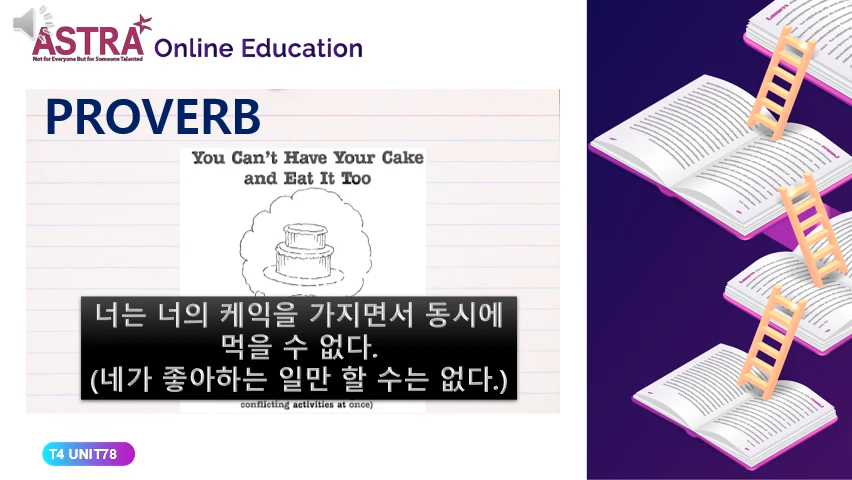 ASTRA
Not for Everyone But for Someone Talented
Online Education
PROVERB
You Can't Have Your Cake
and Eat It Too
너는 너의 케익을 가지면서 동시에
먹을 수 없다.
(네가 좋아하는 일만 할 수는 없다.)
conflicting activities at once)
T4 UNIT78